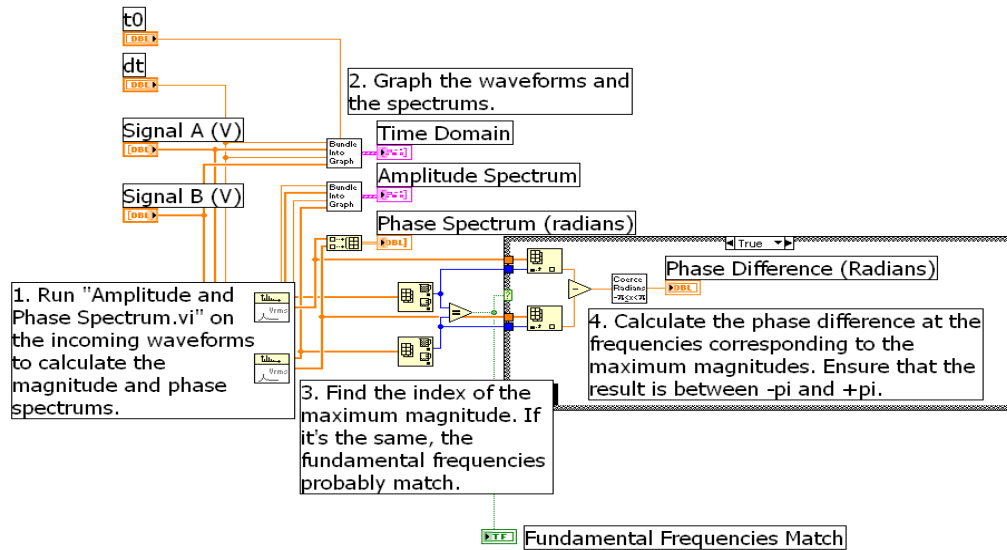 t0
DBL
dt
DBL
2. Graph the waveforms and
the spectrums.
Signal A (V)
[DBL]
Bundle
Into
Graph
Time Domain
Signal B (V)
[DBL]
Bundle
Into
Graph
Amplitude Spectrum
Phase Spectrum (radians)
DBL]
True
Coerce
Radians
-π≤x<π
Phase Difference (Radians)
DBL
1. Run "Amplitude and
Phase Spectrum.vi" on
the incoming waveforms
to calculate the
magnitude and phase
spectrums.
Vrms
Vrms
=
-
?
4. Calculate the phase difference at the
frequencies corresponding to the
maximum magnitudes. Ensure that the
result is between -pi and +pi.
3. Find the index of the
maximum magnitude. If
it's the same, the
fundamental frequencies
probably match.
TF
Fundamental Frequencies Match